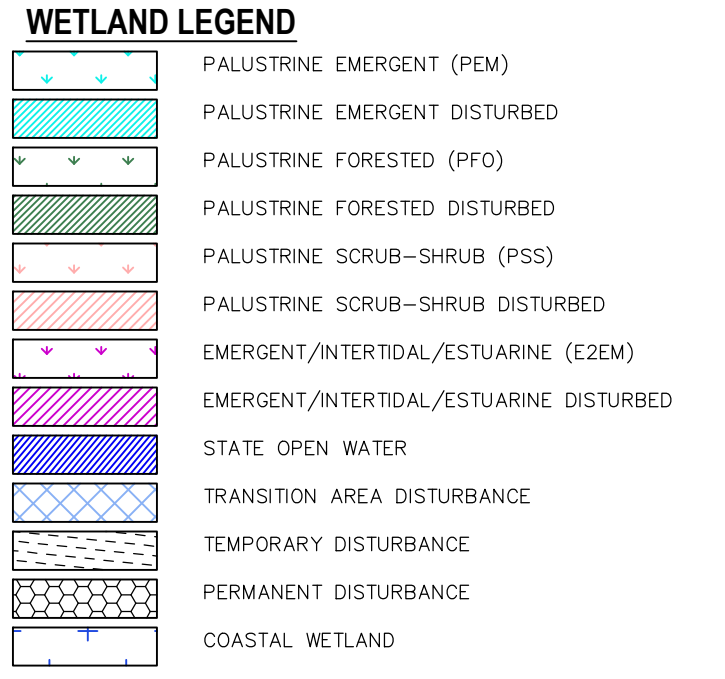 WETLAND LEGEND
PALUSTRINE EMERGENT (PEM)
PALUSTRINE EMERGENT DISTURBED
PALUSTRINE FORESTED (PFO)
PALUSTRINE FORESTED DISTURBED
PALUSTRINE SCRUB-SHRUB (PSS)
PALUSTRINE SCRUB-SHRUB DISTURBED
EMERGENT/INTERTIDAL/ESTUARINE (E2EM)
EMERGENT/INTERTIDAL/ESTUARINE DISTURBED
STATE OPEN WATER
TRANSITION AREA DISTURBANCE
TEMPORARY DISTURBANCE
PERMANENT DISTURBANCE
COASTAL WETLAND